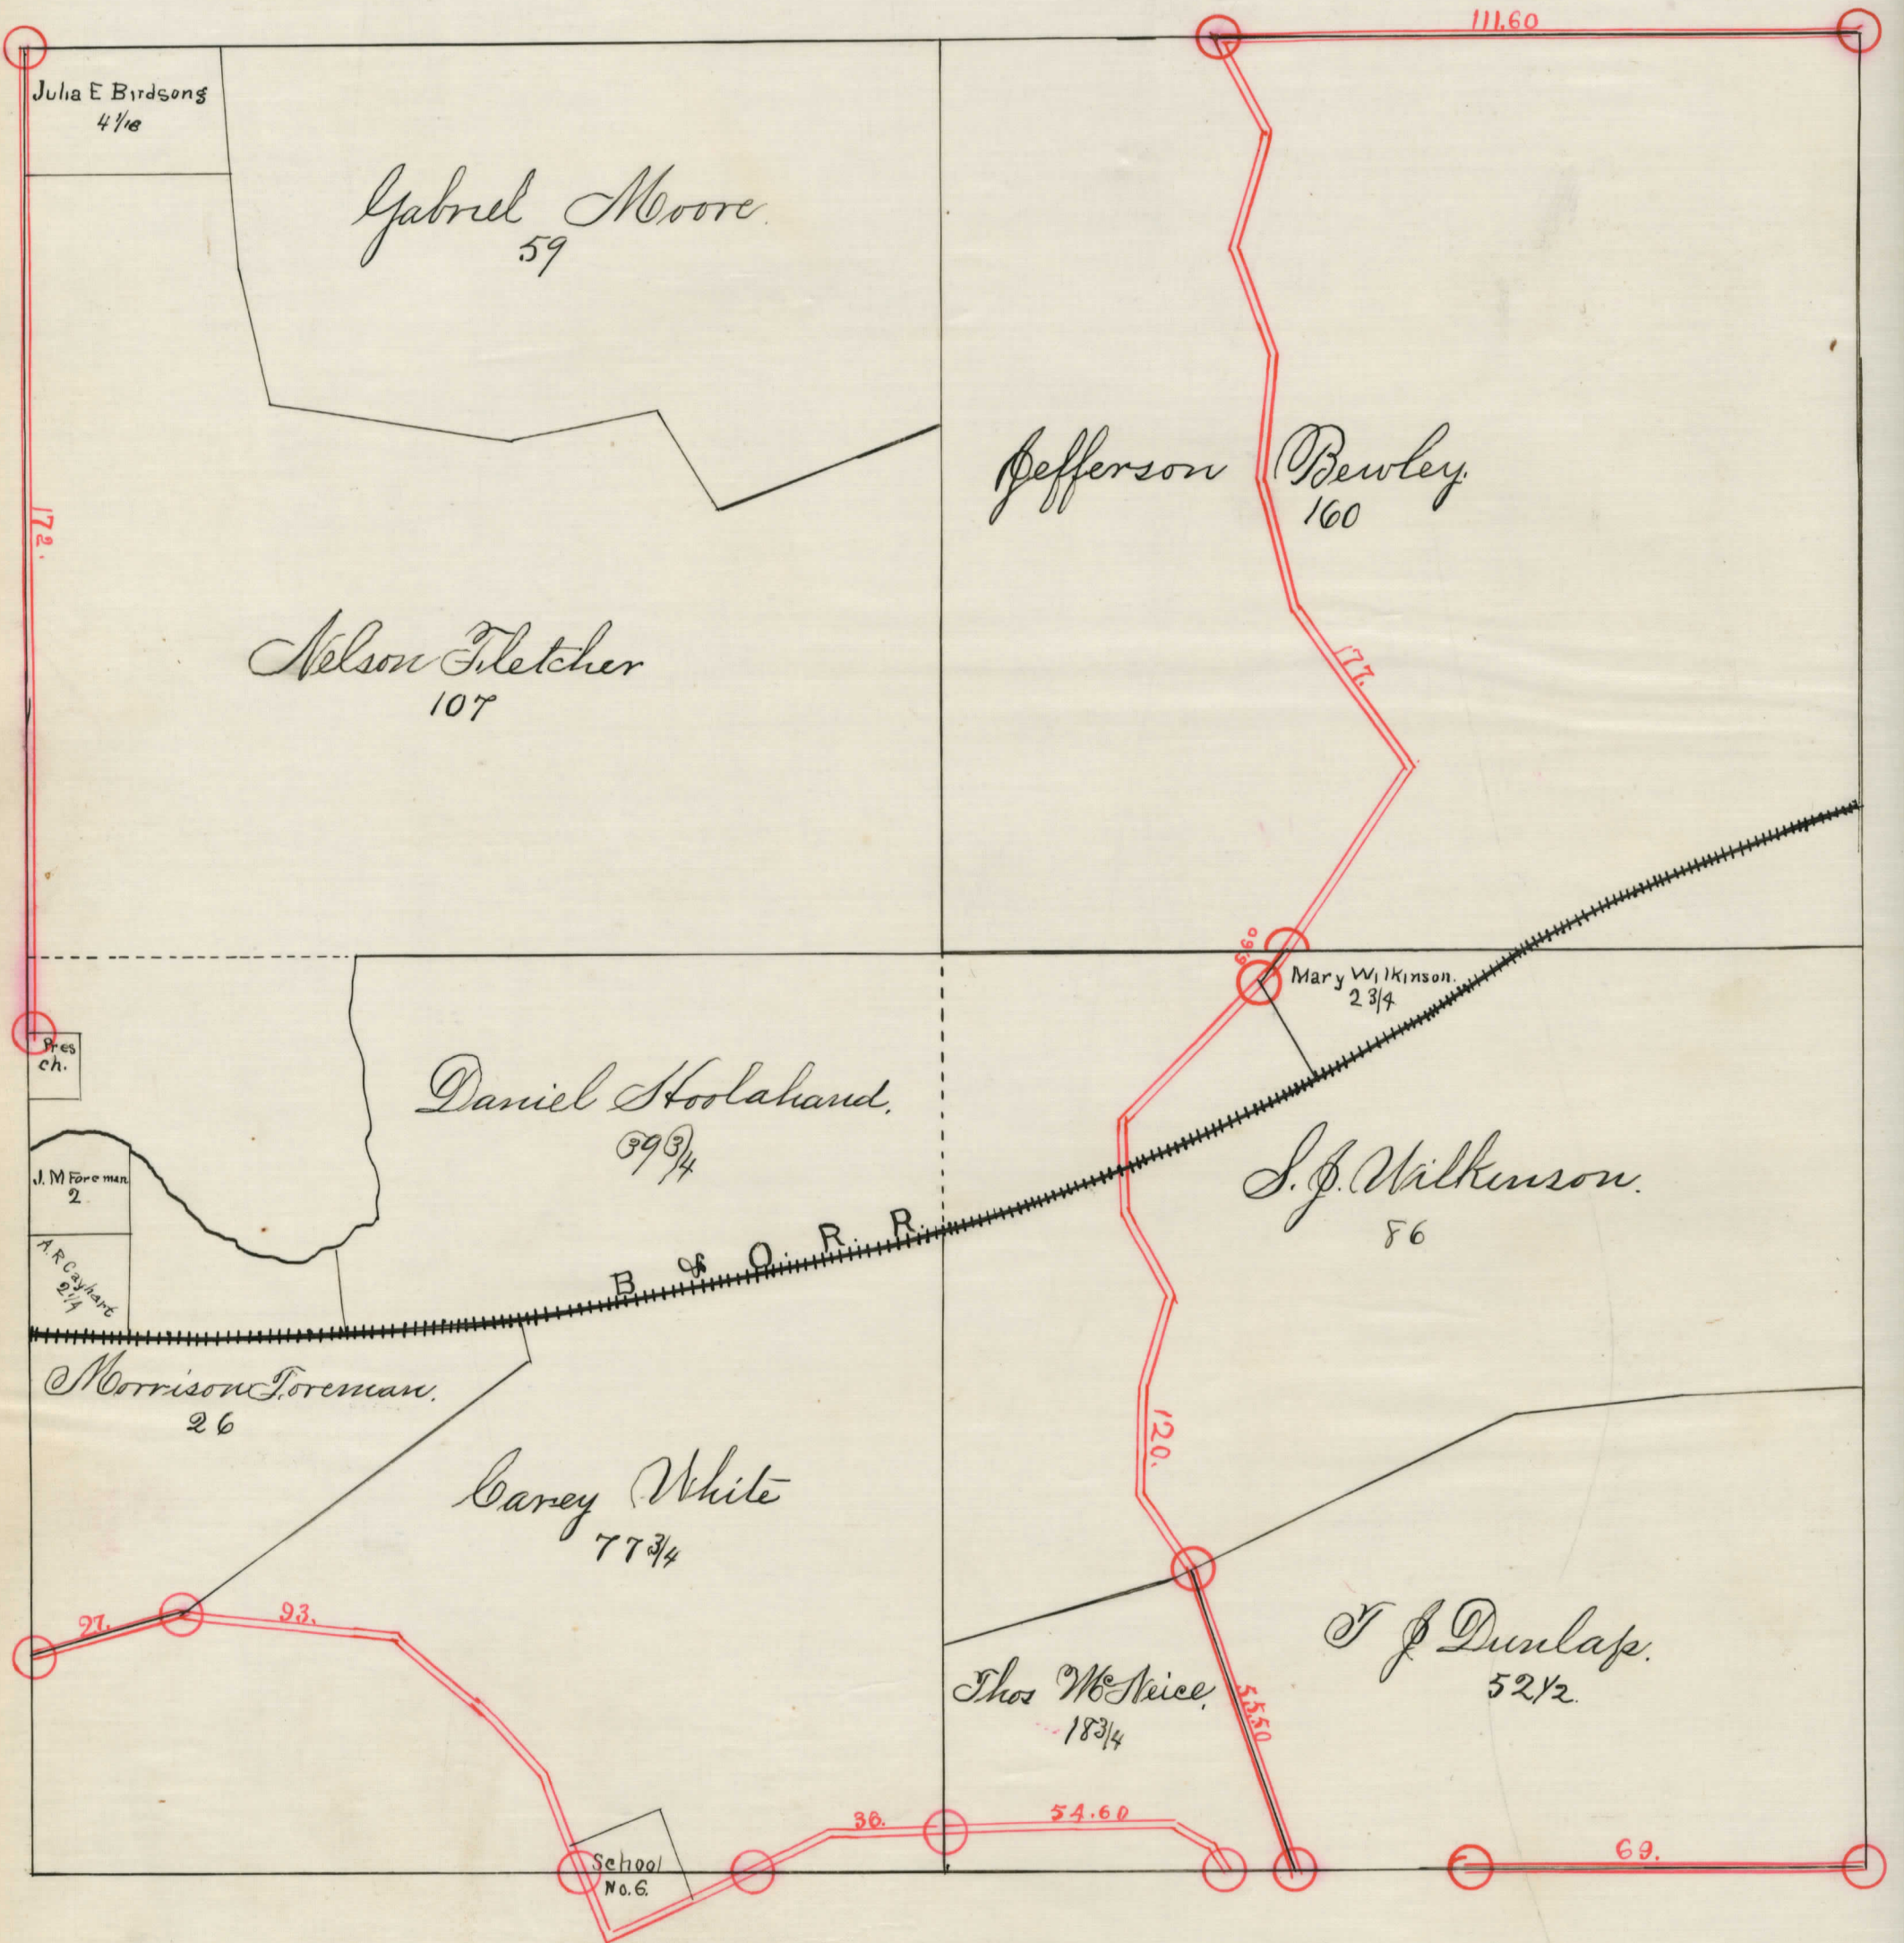 111.60
Julia E Birdsong
4 1/16
Gabriel Moore.
59
Jefferson Bewley.
160
172.
Nelson Fletcher
107
177.
9.60
Mary Wilkinson.
2 3/4
Pres
ch.
Daniel Hoolahand.
39 3/4
J. M Foreman
2
S. J. Wilkinson.
86
A. R Cayhart
2 1/4
B & O. R. R.
Morrison Foreman.
26
120.
Carey White
77 3/4
27.
93.
T J Dunlap.
52 1/2.
Thos McNeice.
18 3/4
55.50
36.
54.60
69.
School
No. 6.